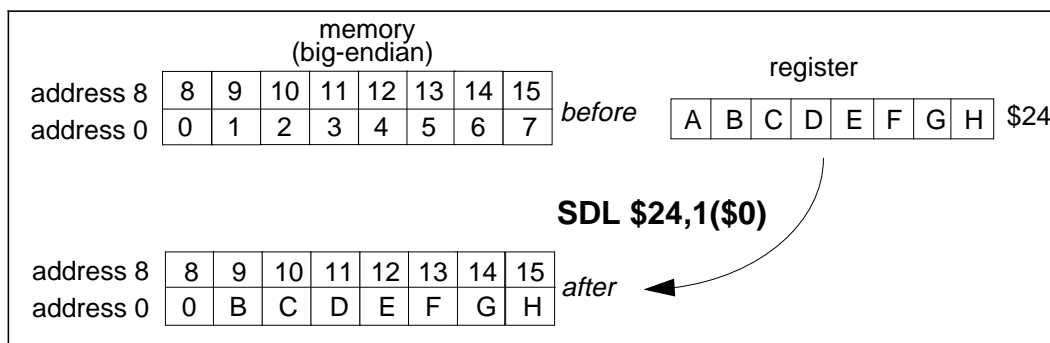 memory
(big-endian)
register
address 8 8 9 10 11 12 13 14 15
address 0 0 1 2 3 4 5 6 7
before
A B C D E F G H $24
SDL $24,1($0)
address 8 8 9 10 11 12 13 14 15
address 0 0 B C D E F G H
after